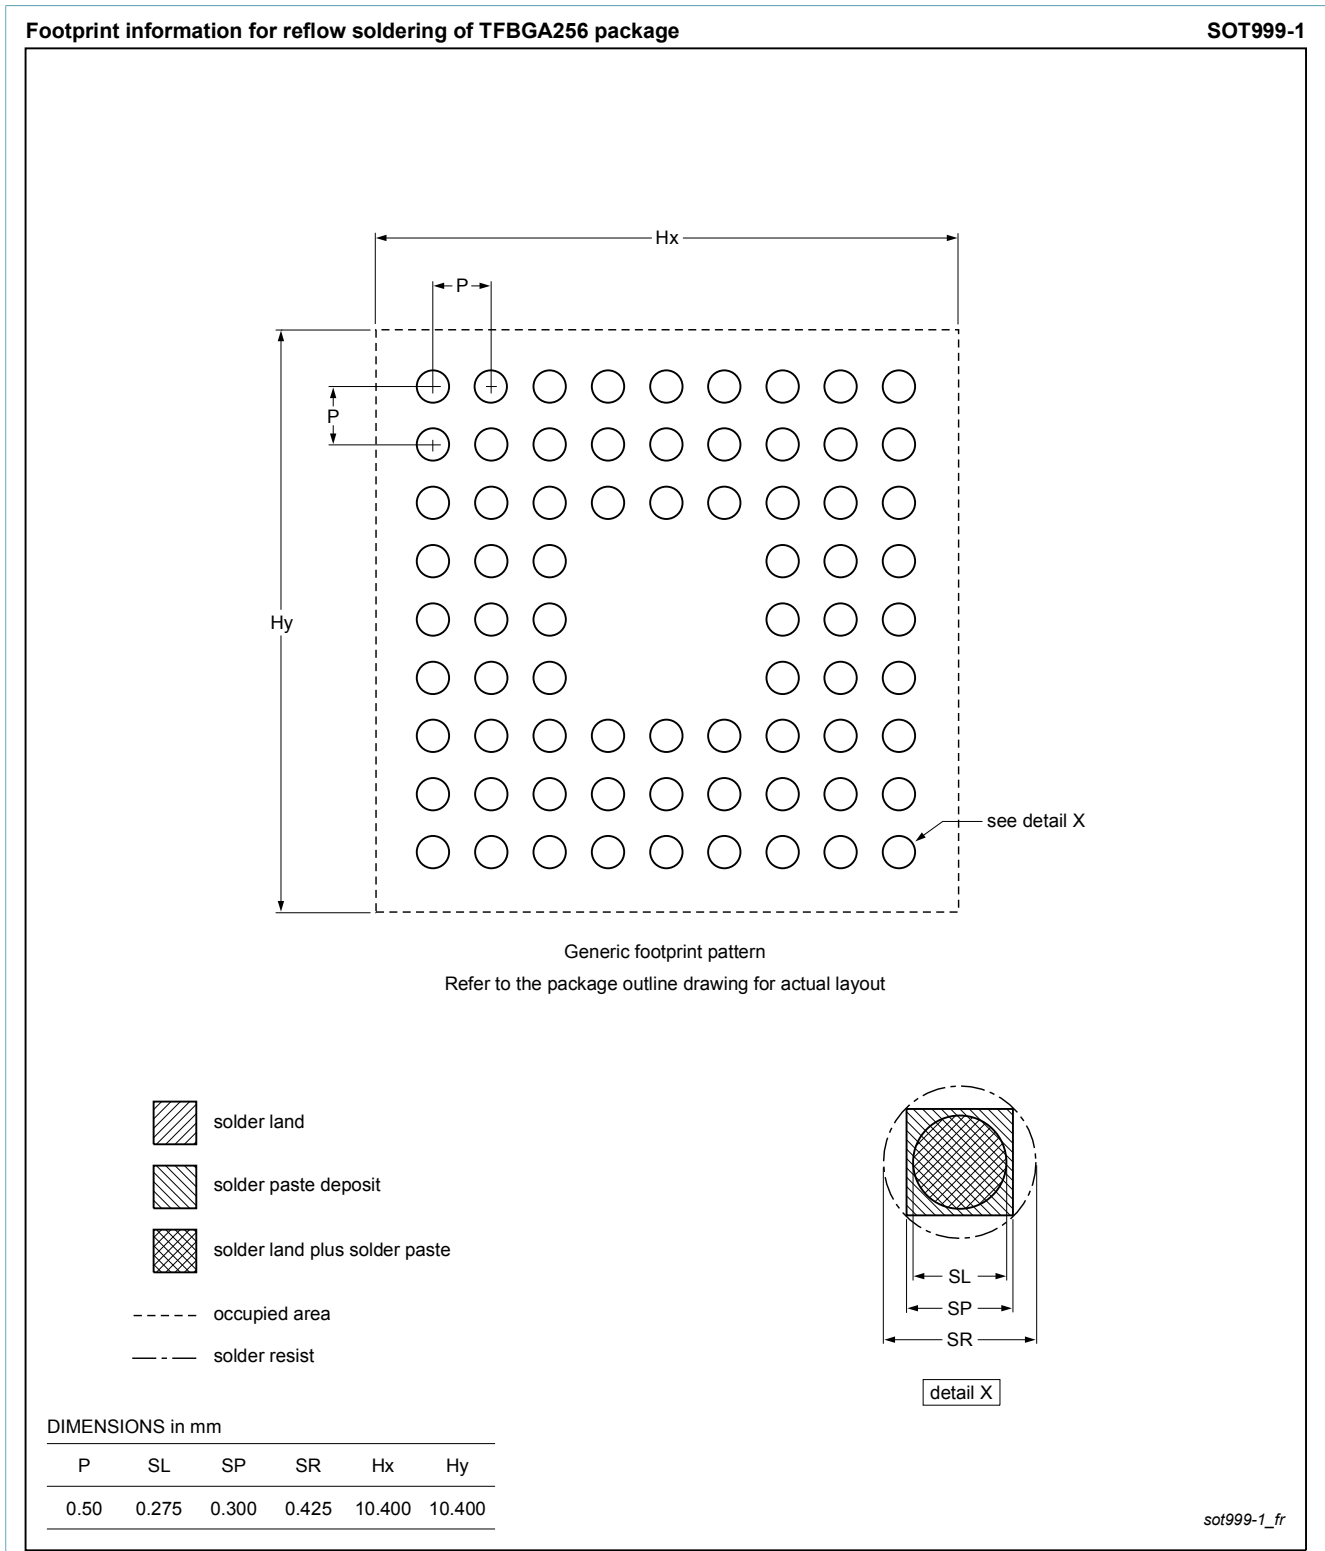 Footprint information for reflow soldering of TFBGA256 package SOT999-1
Hx
P
P
Hy
see detail X
Generic footprint pattern
Refer to the package outline drawing for actual layout
solder land
solder paste deposit
solder land plus solder paste
occupied area
solder resist
SL
SP
SR
detail X
DIMENSIONS in mm
P SL SP SR Hx Hy
0.50 0.275 0.300 0.425 10.400 10.400
sot999-1_fr